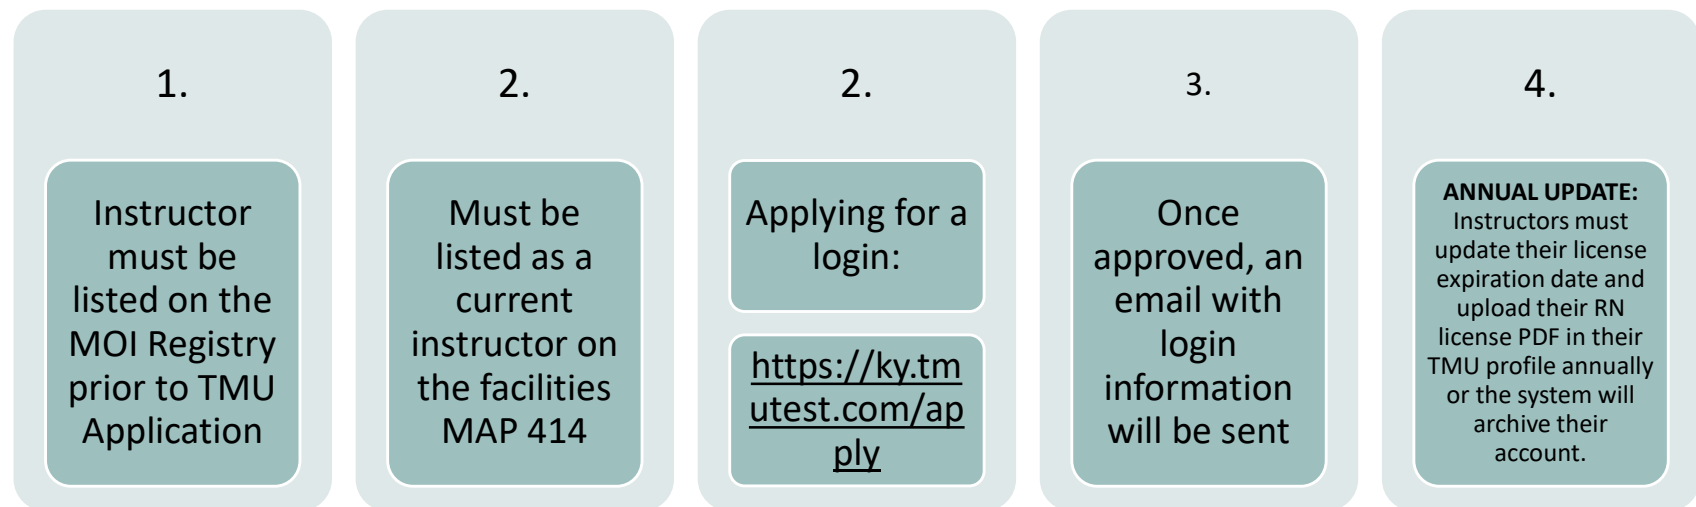 1.
Instructor
must be
listed on the
MOI Registry
prior to TMU
Application
2.
Must be
listed as a
current
instructor on
the facilities
MAP 414
2.
Applying for a
login:
https://ky.tm
utest.com/ap
ply
3.
Once
approved, an
email with
login
information
will be sent
4.
ANNUAL UPDATE:
Instructors must
update their license
expiration date and
upload their RN
license PDF in their
TMU profile annually
or the system will
archive their
account.